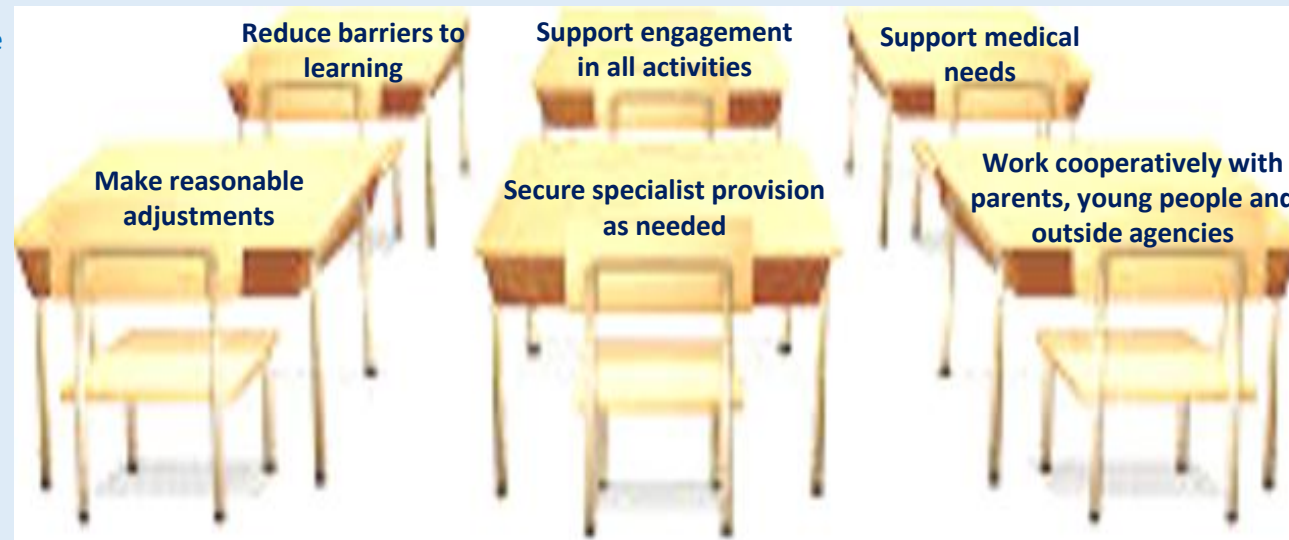 Reduce barriers to
learning
Support engagement
in all activities
Support medical
needs
Make reasonable
adjustments
Secure specialist provision
as needed
Work cooperatively with
parents, young people and
outside agencies